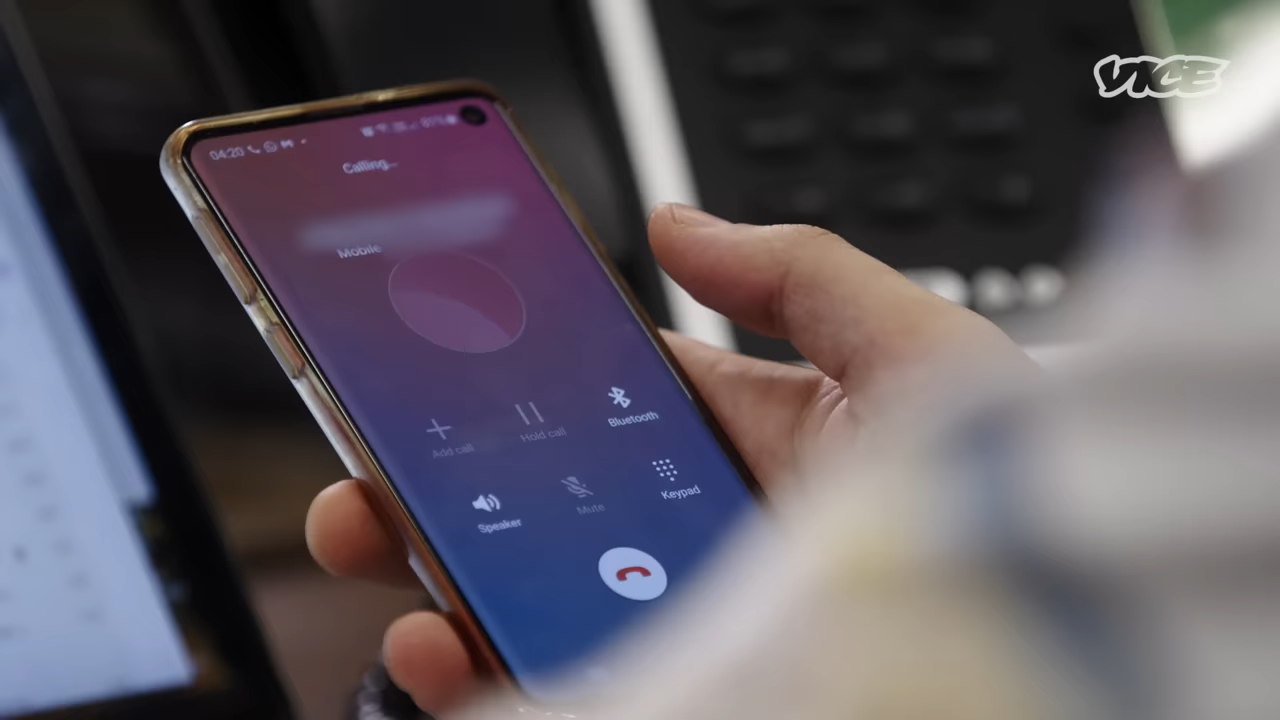 VICE
04:20
Calling...
Mobile
Add call
Hold call
Bluetooth
Speaker
Mute
Keypad